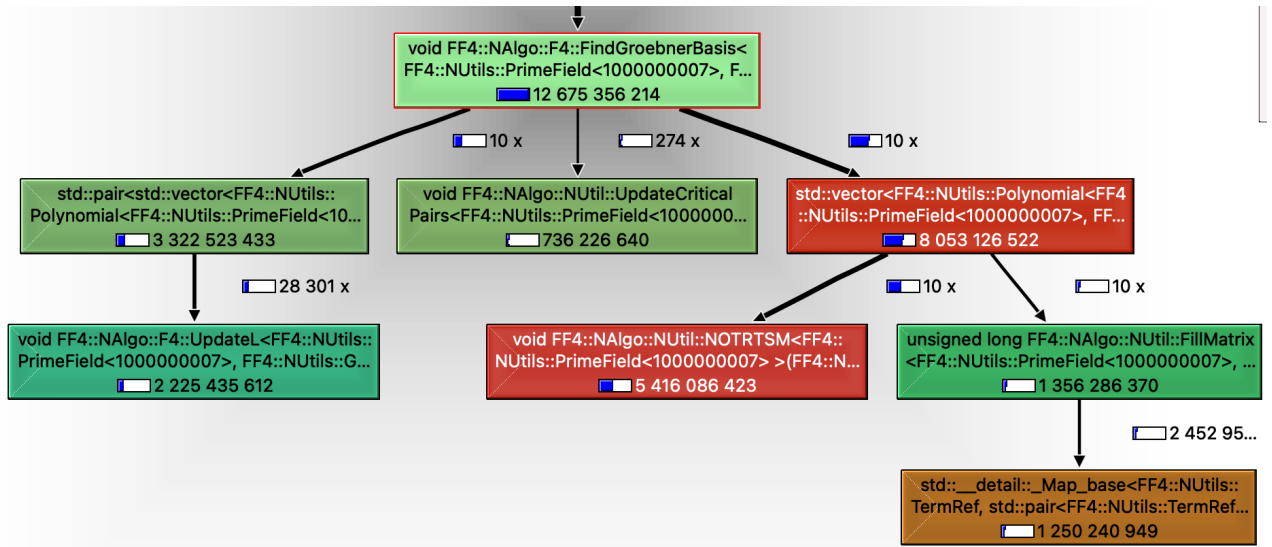 void FF4::NAlgo::F4::FindGroebnerBasis<
FF4::NUtils::PrimeField<1000000007>, F...
12 675 356 214
10 x
274 x
10 x
std::pair<std::vector<FF4::NUtils::
Polynomial<FF4::NUtils::PrimeField<10...
3 322 523 433
void FF4::NAlgo::NUtil::UpdateCritical
Pairs<FF4::NUtils::PrimeField<1000000...
736 226 640
std::vector<FF4::NUtils::Polynomial<FF4
::NUtils::PrimeField<1000000007>, FF...
8 053 126 522
28 301 x
10 x
10 x
void FF4::NAlgo::F4::UpdateL<FF4::NUtils::
PrimeField<1000000007>, FF4::NUtils::G...
2 225 435 612
void FF4::NAlgo::NUtil::NOTRTSM<FF4::
NUtils::PrimeField<1000000007> >(FF4::N...
5 416 086 423
unsigned long FF4::NAlgo::NUtil::FillMatrix
<FF4::NUtils::PrimeField<1000000007>, ...
1 356 286 370
2 452 95...
std::__detail::_Map_base<FF4::NUtils::
TermRef, std::pair<FF4::NUtils::TermRef...
1 250 240 949